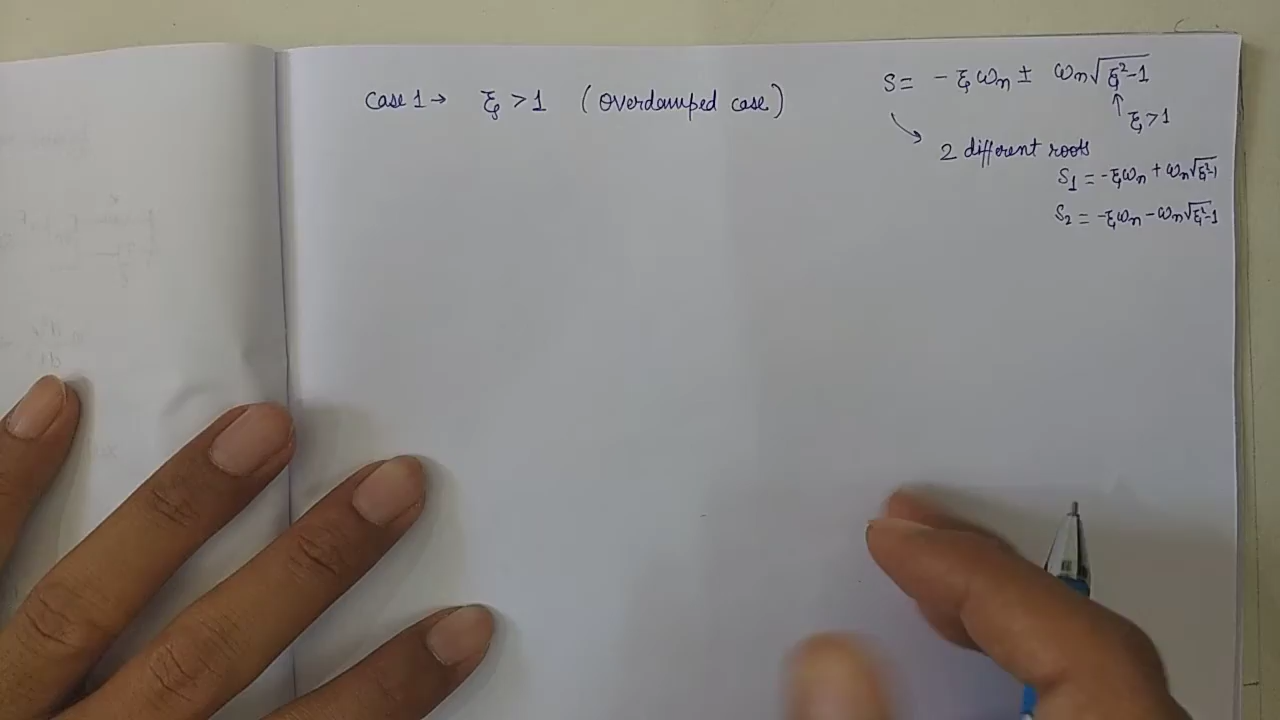 Case 1 → ξ > 1 (Overdamped case)
S = - ξωn ± ωn√ξ²-1
↑ ξ > 1
2 different roots
S1 = -ξωn + ωn√ξ²-1
S2 = -ξωn - ωn√ξ²-1